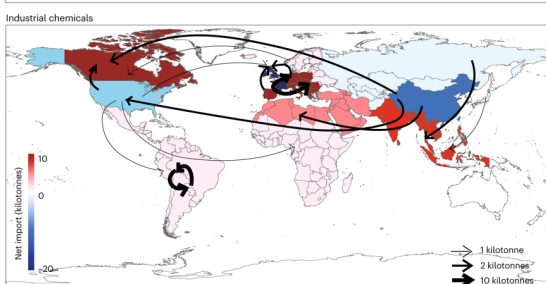 Industrial chemicals
10
0
-20
Net import (kilotonnes)
1 kilotonne
2 kilotonnes
10 kilotonnes